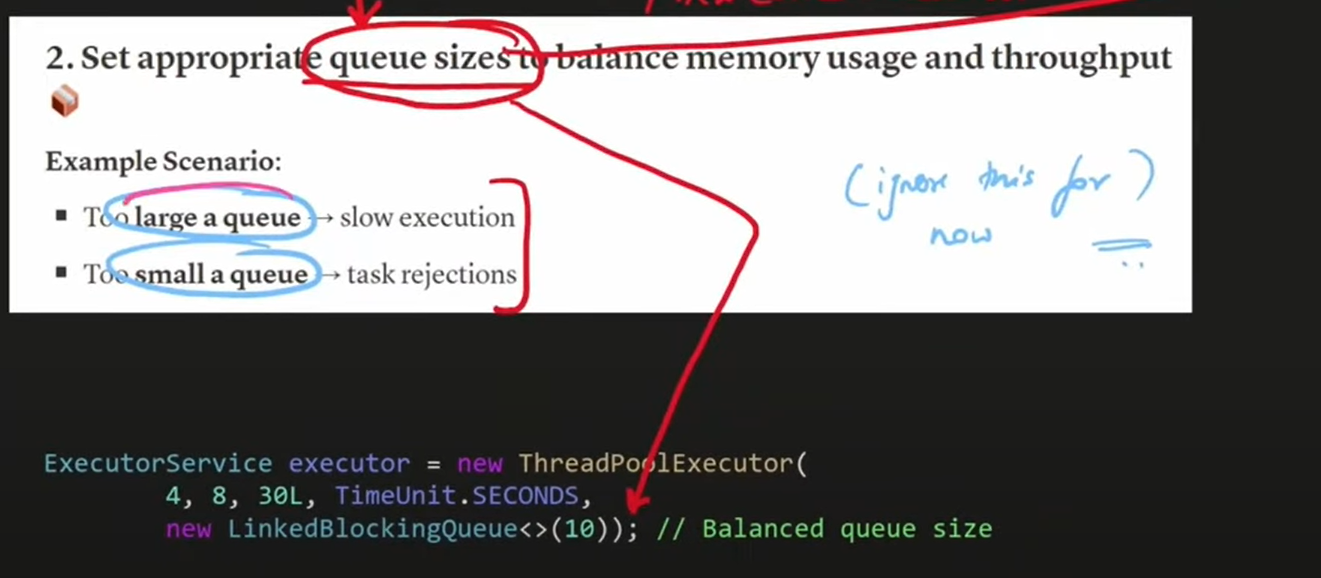 2. Set appropriate queue sizes to balance memory usage and throughput
Example Scenario:
▪ Too large a queue → slow execution
▪ Too small a queue → task rejections
(ignore this for)
now
ExecutorService executor = new ThreadPoolExecutor(
4, 8, 30L, TimeUnit.SECONDS,
new LinkedBlockingQueue<>(10)); // Balanced queue size